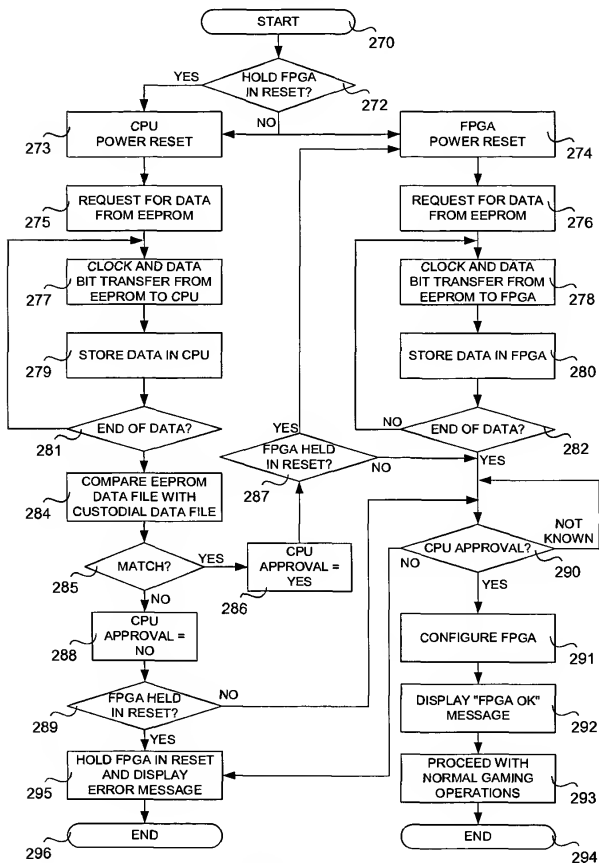 START
270
YES
HOLD FPGA
IN RESET?
272
NO
CPU
POWER RESET
273
FPGA
POWER RESET
274
REQUEST FOR DATA
FROM EEPROM
275
REQUEST FOR DATA
FROM EEPROM
276
CLOCK AND DATA
BIT TRANSFER FROM
EEPROM TO CPU
277
CLOCK AND DATA
BIT TRANSFER FROM
EEPROM TO FPGA
278
STORE DATA IN CPU
279
STORE DATA IN FPGA
280
END OF DATA?
281
YES
FPGA HELD
IN RESET?
287
NO
NO
END OF DATA?
282
YES
COMPARE EEPROM
DATA FILE WITH
CUSTODIAL DATA FILE
284
MATCH?
285
YES
NO
CPU
APPROVAL =
YES
286
CPU APPROVAL?
290
NO
NOT
KNOWN
YES
CPU
APPROVAL =
NO
288
CONFIGURE FPGA
291
FPGA HELD
IN RESET?
289
NO
YES
DISPLAY "FPGA OK"
MESSAGE
292
HOLD FPGA IN RESET
AND DISPLAY
ERROR MESSAGE
295
PROCEED WITH
NORMAL GAMING
OPERATIONS
293
END
296
END
294